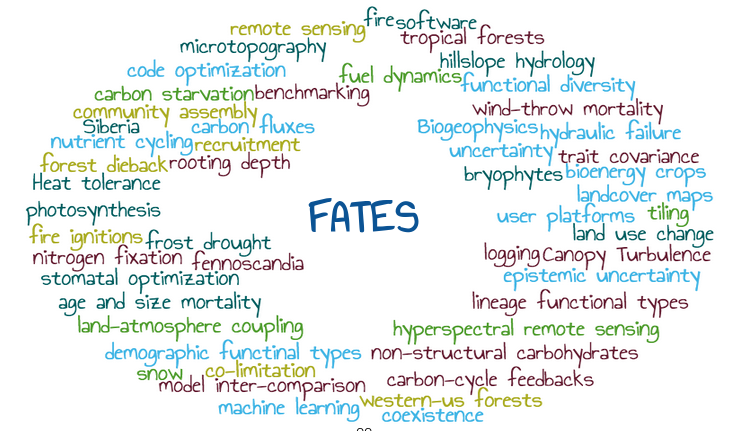 fire software
remote sensing
tropical forests
microtopography
hillslope hydrology
code optimization
fuel dynamics
functional diversity
carbon starvation benchmarking
wind-throw mortality
community assembly
Siberia carbon fluxes
Biogeophysics hydraulic failure
nutrient cycling recruitment
uncertainty trait covariance
forest dieback rooting depth
bryophytes bioenergy crops
Heat tolerance
landcover maps
photosynthesis
FATES
user platforms tiling
fire ignitions frost drought
land use change
nitrogen fixation fennoscandia
logging Canopy Turbulence
stomatal optimization
epistemic uncertainty
age and size mortality
lineage functional types
land-atmosphere coupling
hyperspectral remote sensing
demographic functinal types non-structural carbohydrates
snow co-limitation
model inter-comparison carbon-cycle feedbacks
machine learning western-us forests
coexistence